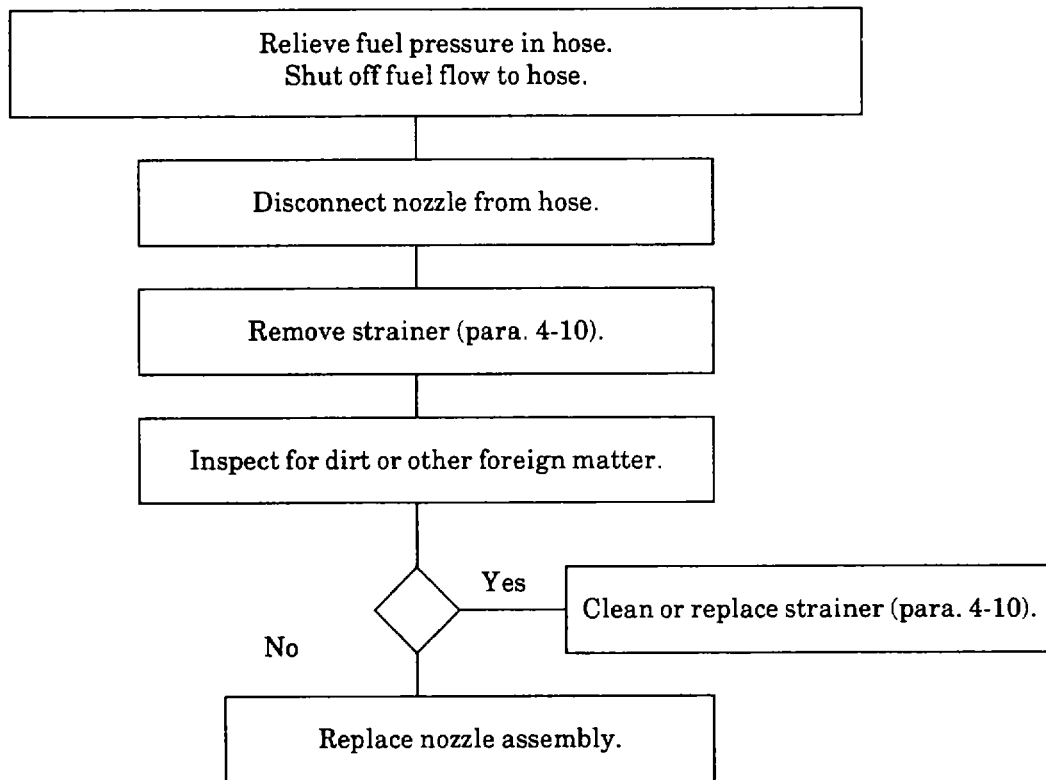 Relieve fuel pressure in hose.
Shut off fuel flow to hose.
Disconnect nozzle from hose.
Remove strainer (para. 4-10).
Inspect for dirt or other foreign matter.
Yes
Clean or replace strainer (para. 4-10).
No
Replace nozzle assembly.